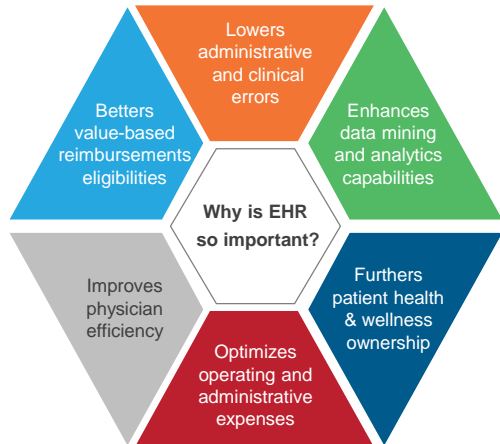 Lowers
administrative
and clinical
errors
Betters
value-based
reimbursements
eligibilities
Enhances
data mining
and analytics
capabilities
Why is EHR
so important?
Improves
physician
efficiency
Furthers
patient health
& wellness
ownership
Optimizes
operating and
administrative
expenses